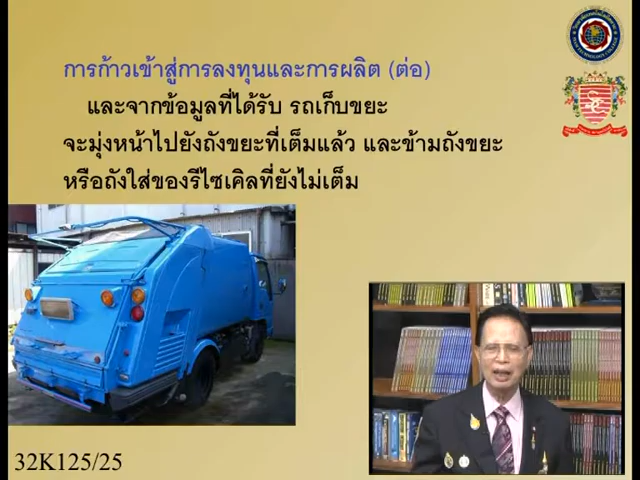 การก้าวเข้าสู่การลงทุนและการผลิต (ต่อ)
และจากข้อมูลที่ได้รับ รถเก็บขยะ
จะมุ่งหน้าไปยังถังขยะที่เต็มแล้ว และข้ามถังขยะ
หรือถังใส่ของรีไซเคิลที่ยังไม่เต็ม
32K125/25